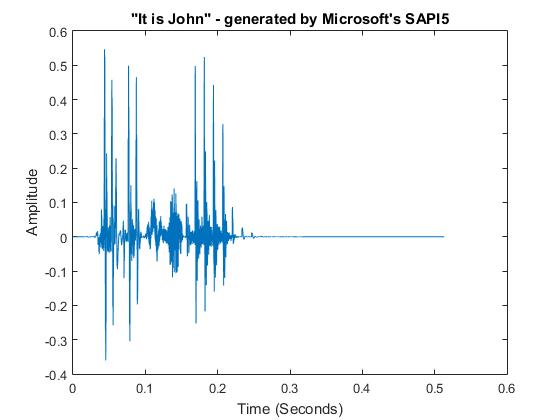 "It is John" - generated by Microsoft's SAPI5
0.6
0.5
0.4
0.3
0.2
0.1
0
-0.1
-0.2
-0.3
-0.4
Amplitude
0 0.1 0.2 0.3 0.4 0.5 0.6
Time (Seconds)